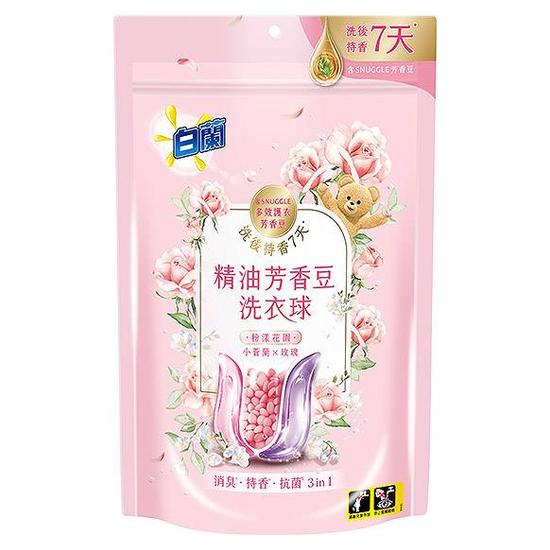 洗後
持香7天*
含SNUGGLE芳香豆
白蘭
含SNUGGLE
多效護衣
芳香豆
洗後持香7天*
精油芳香豆
洗衣球
粉漾花園
小蒼蘭×玫瑰
消臭·持香·抗菌 3in1